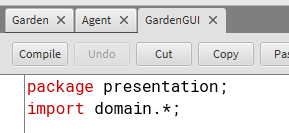 Garden X Agent X GardenGUI X
Compile Undo Cut Copy
package presentation;
import domain.*;